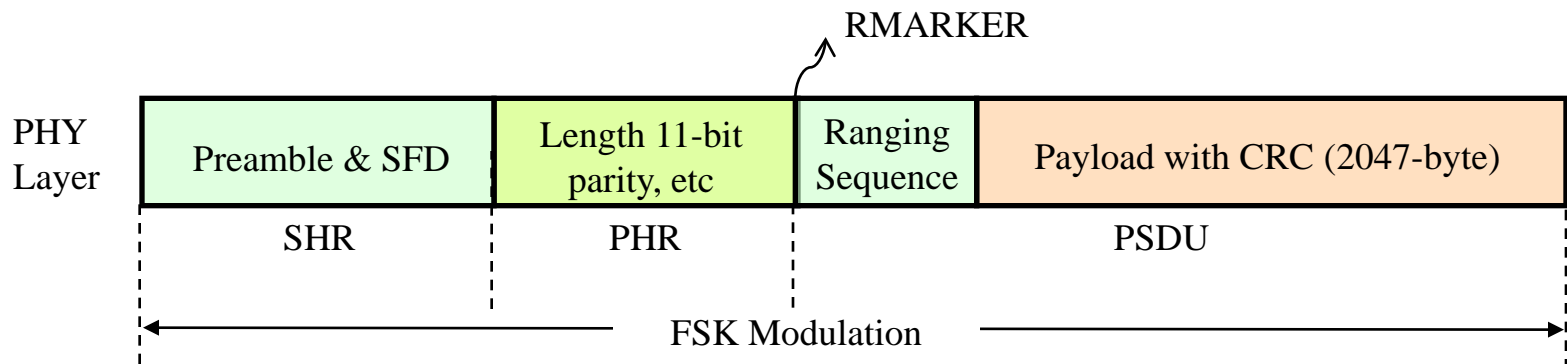 RMARKER
PHY
Layer
Preamble & SFD
Length 11-bit
parity, etc
Ranging
Sequence
Payload with CRC (2047-byte)
SHR
PHR
PSDU
FSK Modulation